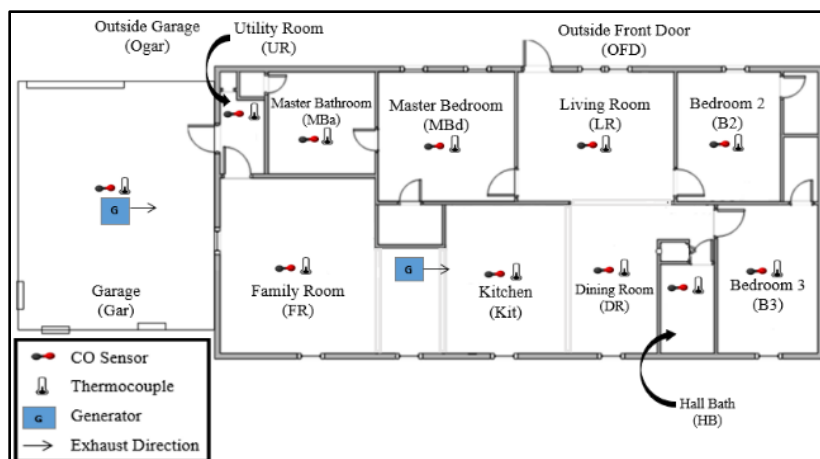 Outside Garage
(Ogar)
Utility Room
(UR)
Outside Front Door
(OFD)
Master Bathroom
(MBa)
Master Bedroom
(MBd)
Living Room
(LR)
Bedroom 2
(B2)
G
Garage
(Gar)
Family Room
(FR)
G
Kitchen
(Kit)
Dining Room
(DR)
Bedroom 3
(B3)
CO Sensor
Thermocouple
G
Generator
Exhaust Direction
Hall Bath
(HB)